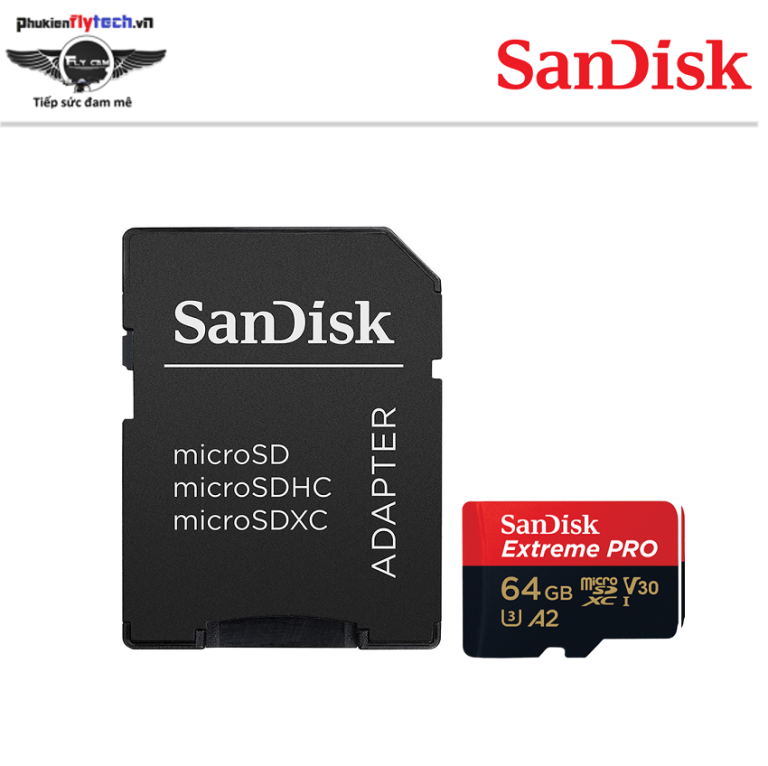 phukienflytech.vn
FLY CAM
Tiếp sức đam mê
SanDisk
SanDisk
microSD
microSDHC
microSDXC
ADAPTER
SanDisk
Extreme PRO
64GB micro SD XC I V30
U3 A2